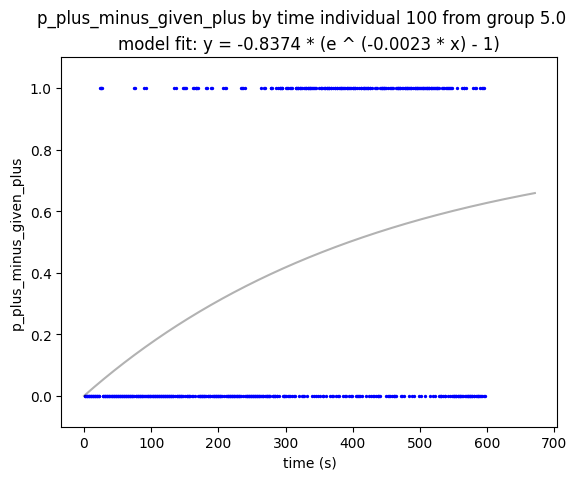 p_plus_minus_given_plus by time individual 100 from group 5.0
model fit: y = -0.8374 * (e ^ (-0.0023 * x) - 1)
p_plus_minus_given_plus
1.0
0.8
0.6
0.4
0.2
0.0
0 100 200 300 400 500 600 700
time (s)